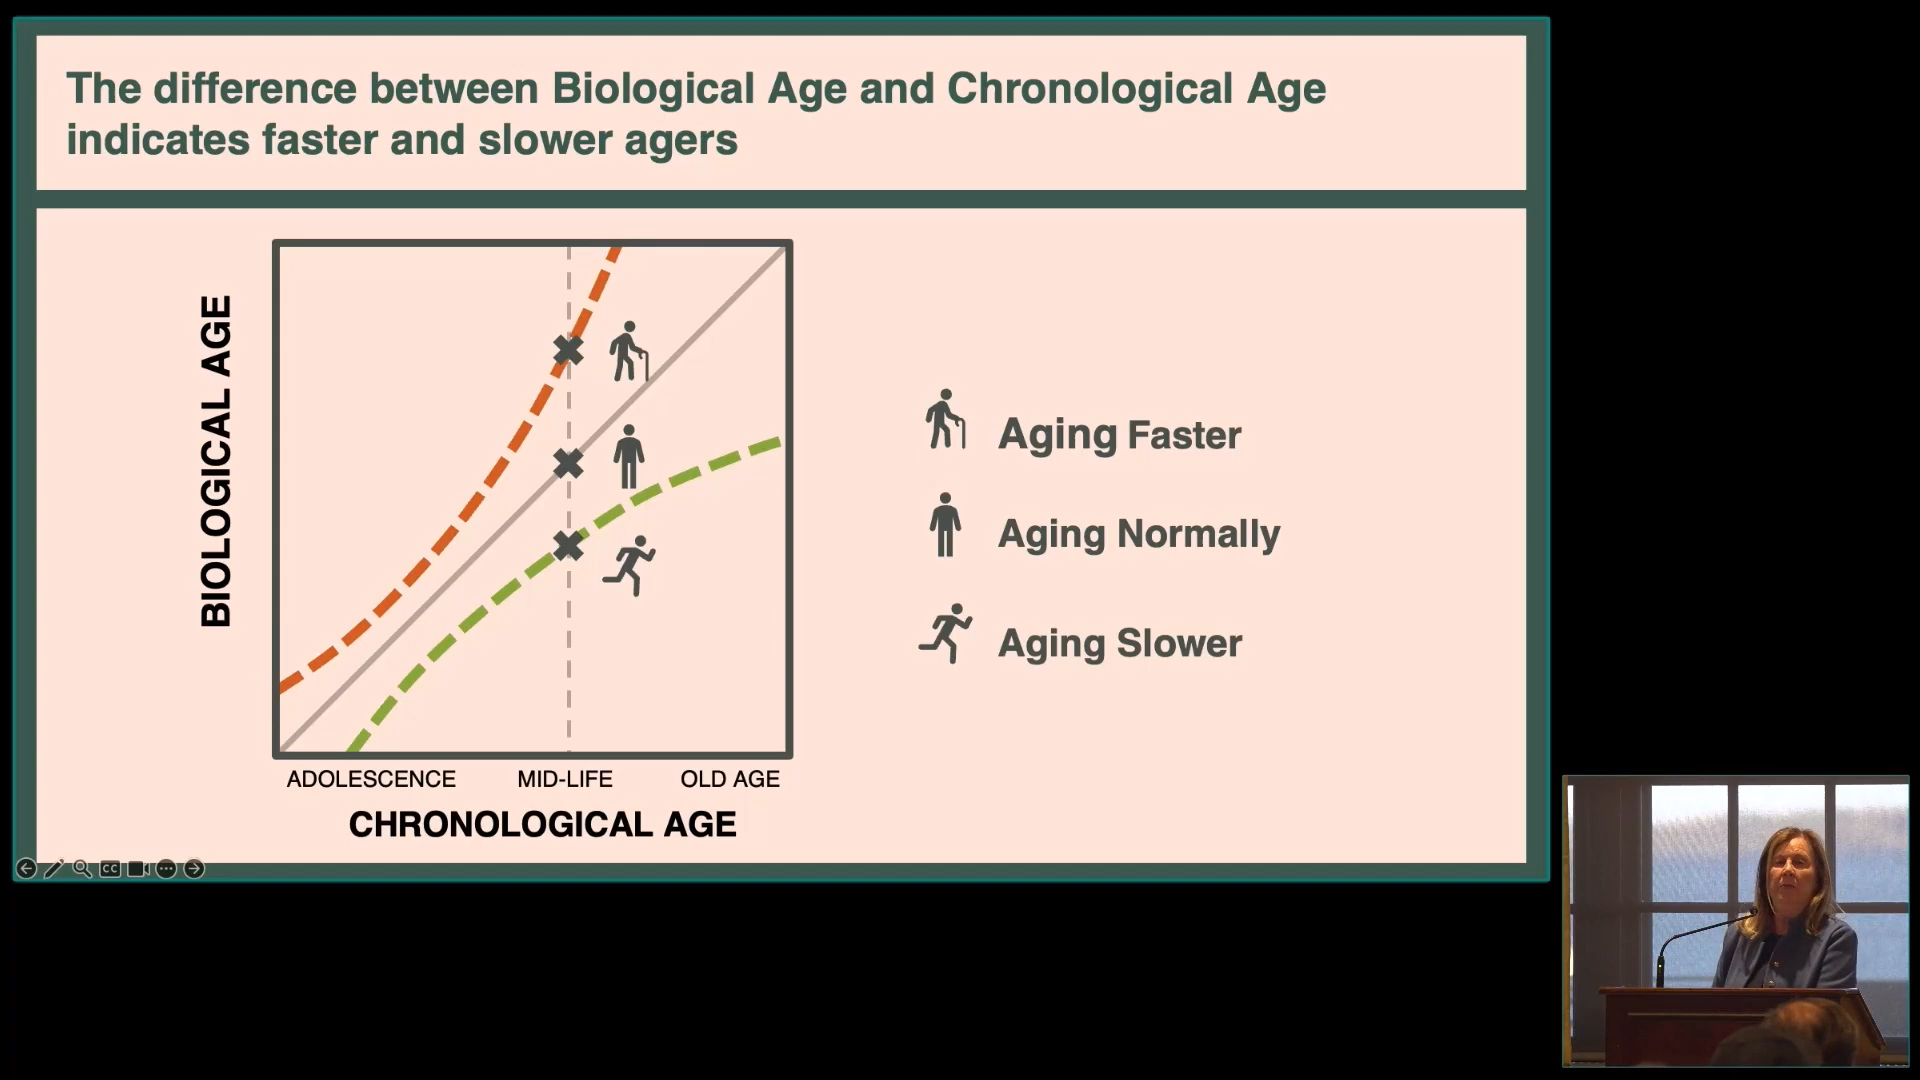 The difference between Biological Age and Chronological Age
indicates faster and slower agers
BIOLOGICAL AGE
Aging Faster
Aging Normally
Aging Slower
ADOLESCENCE MID-LIFE OLD AGE
CHRONOLOGICAL AGE
CC